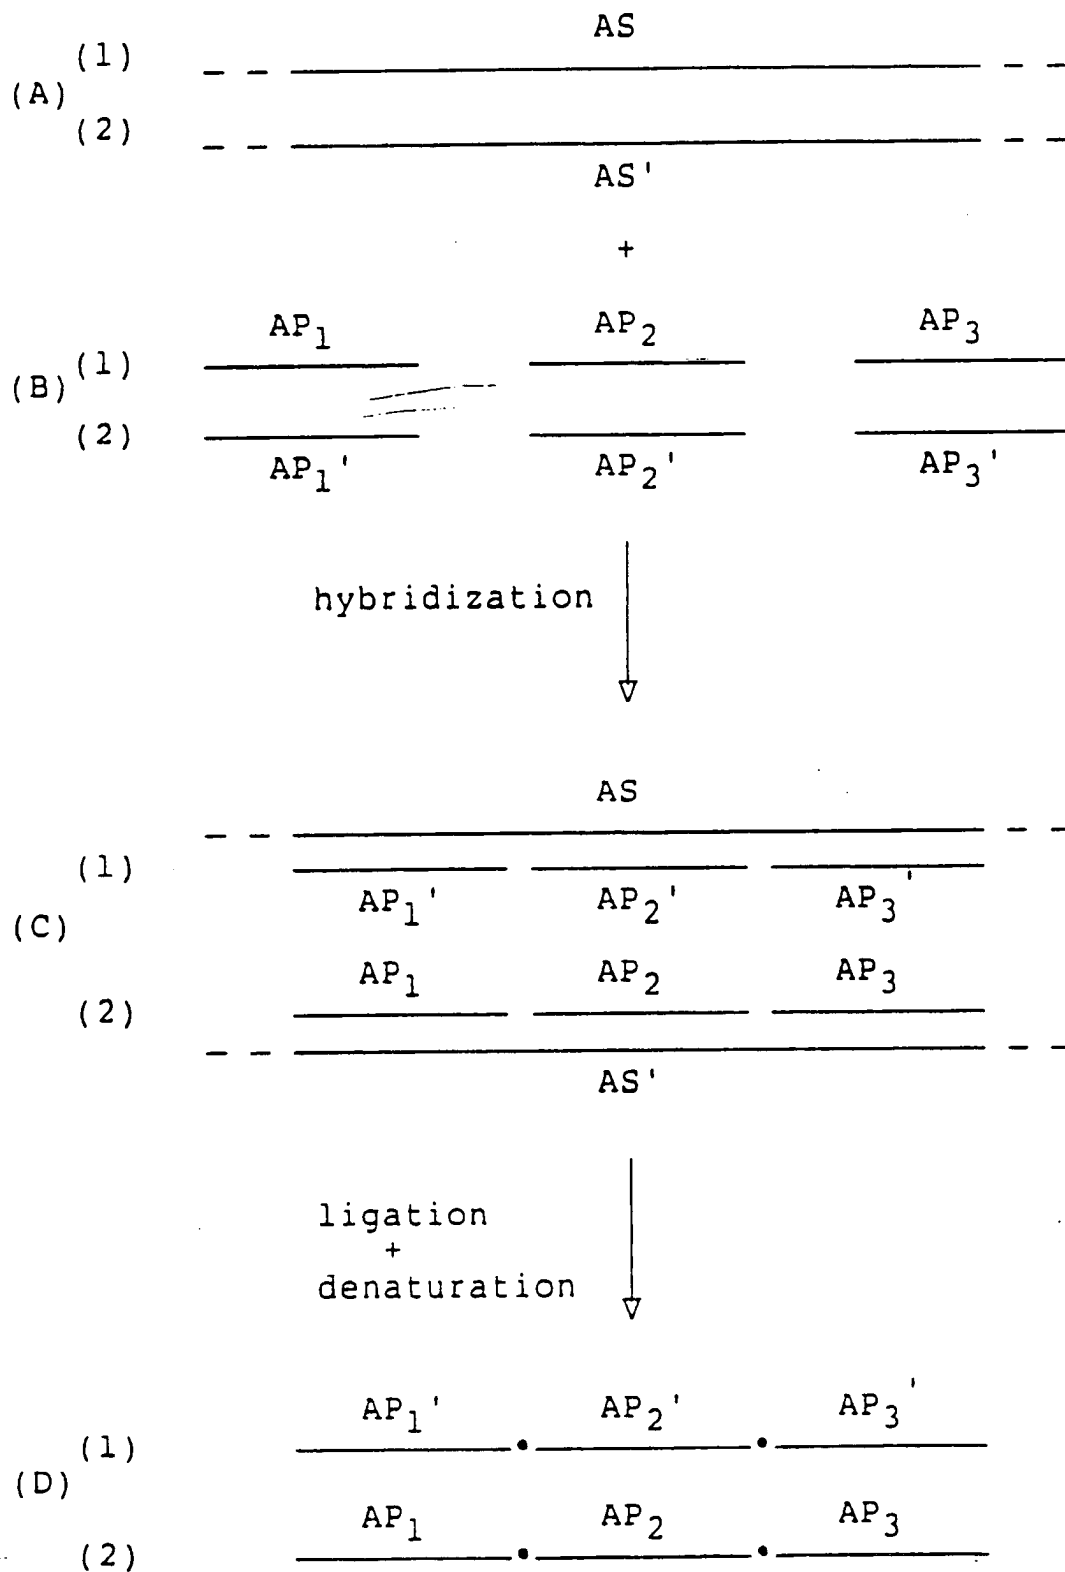 AS
(1)
(A)
(2)
AS'
+
AP₁ AP₂ AP₃
(1)
(B)
(2)
AP₁' AP₂' AP₃'
hybridization
AS
(1)
AP₁' AP₂' AP₃'
(C)
AP₁ AP₂ AP₃
(2)
AS'
ligation
+
denaturation
AP₁' AP₂' AP₃'
(1)
(D)
AP₁ AP₂ AP₃
(2)